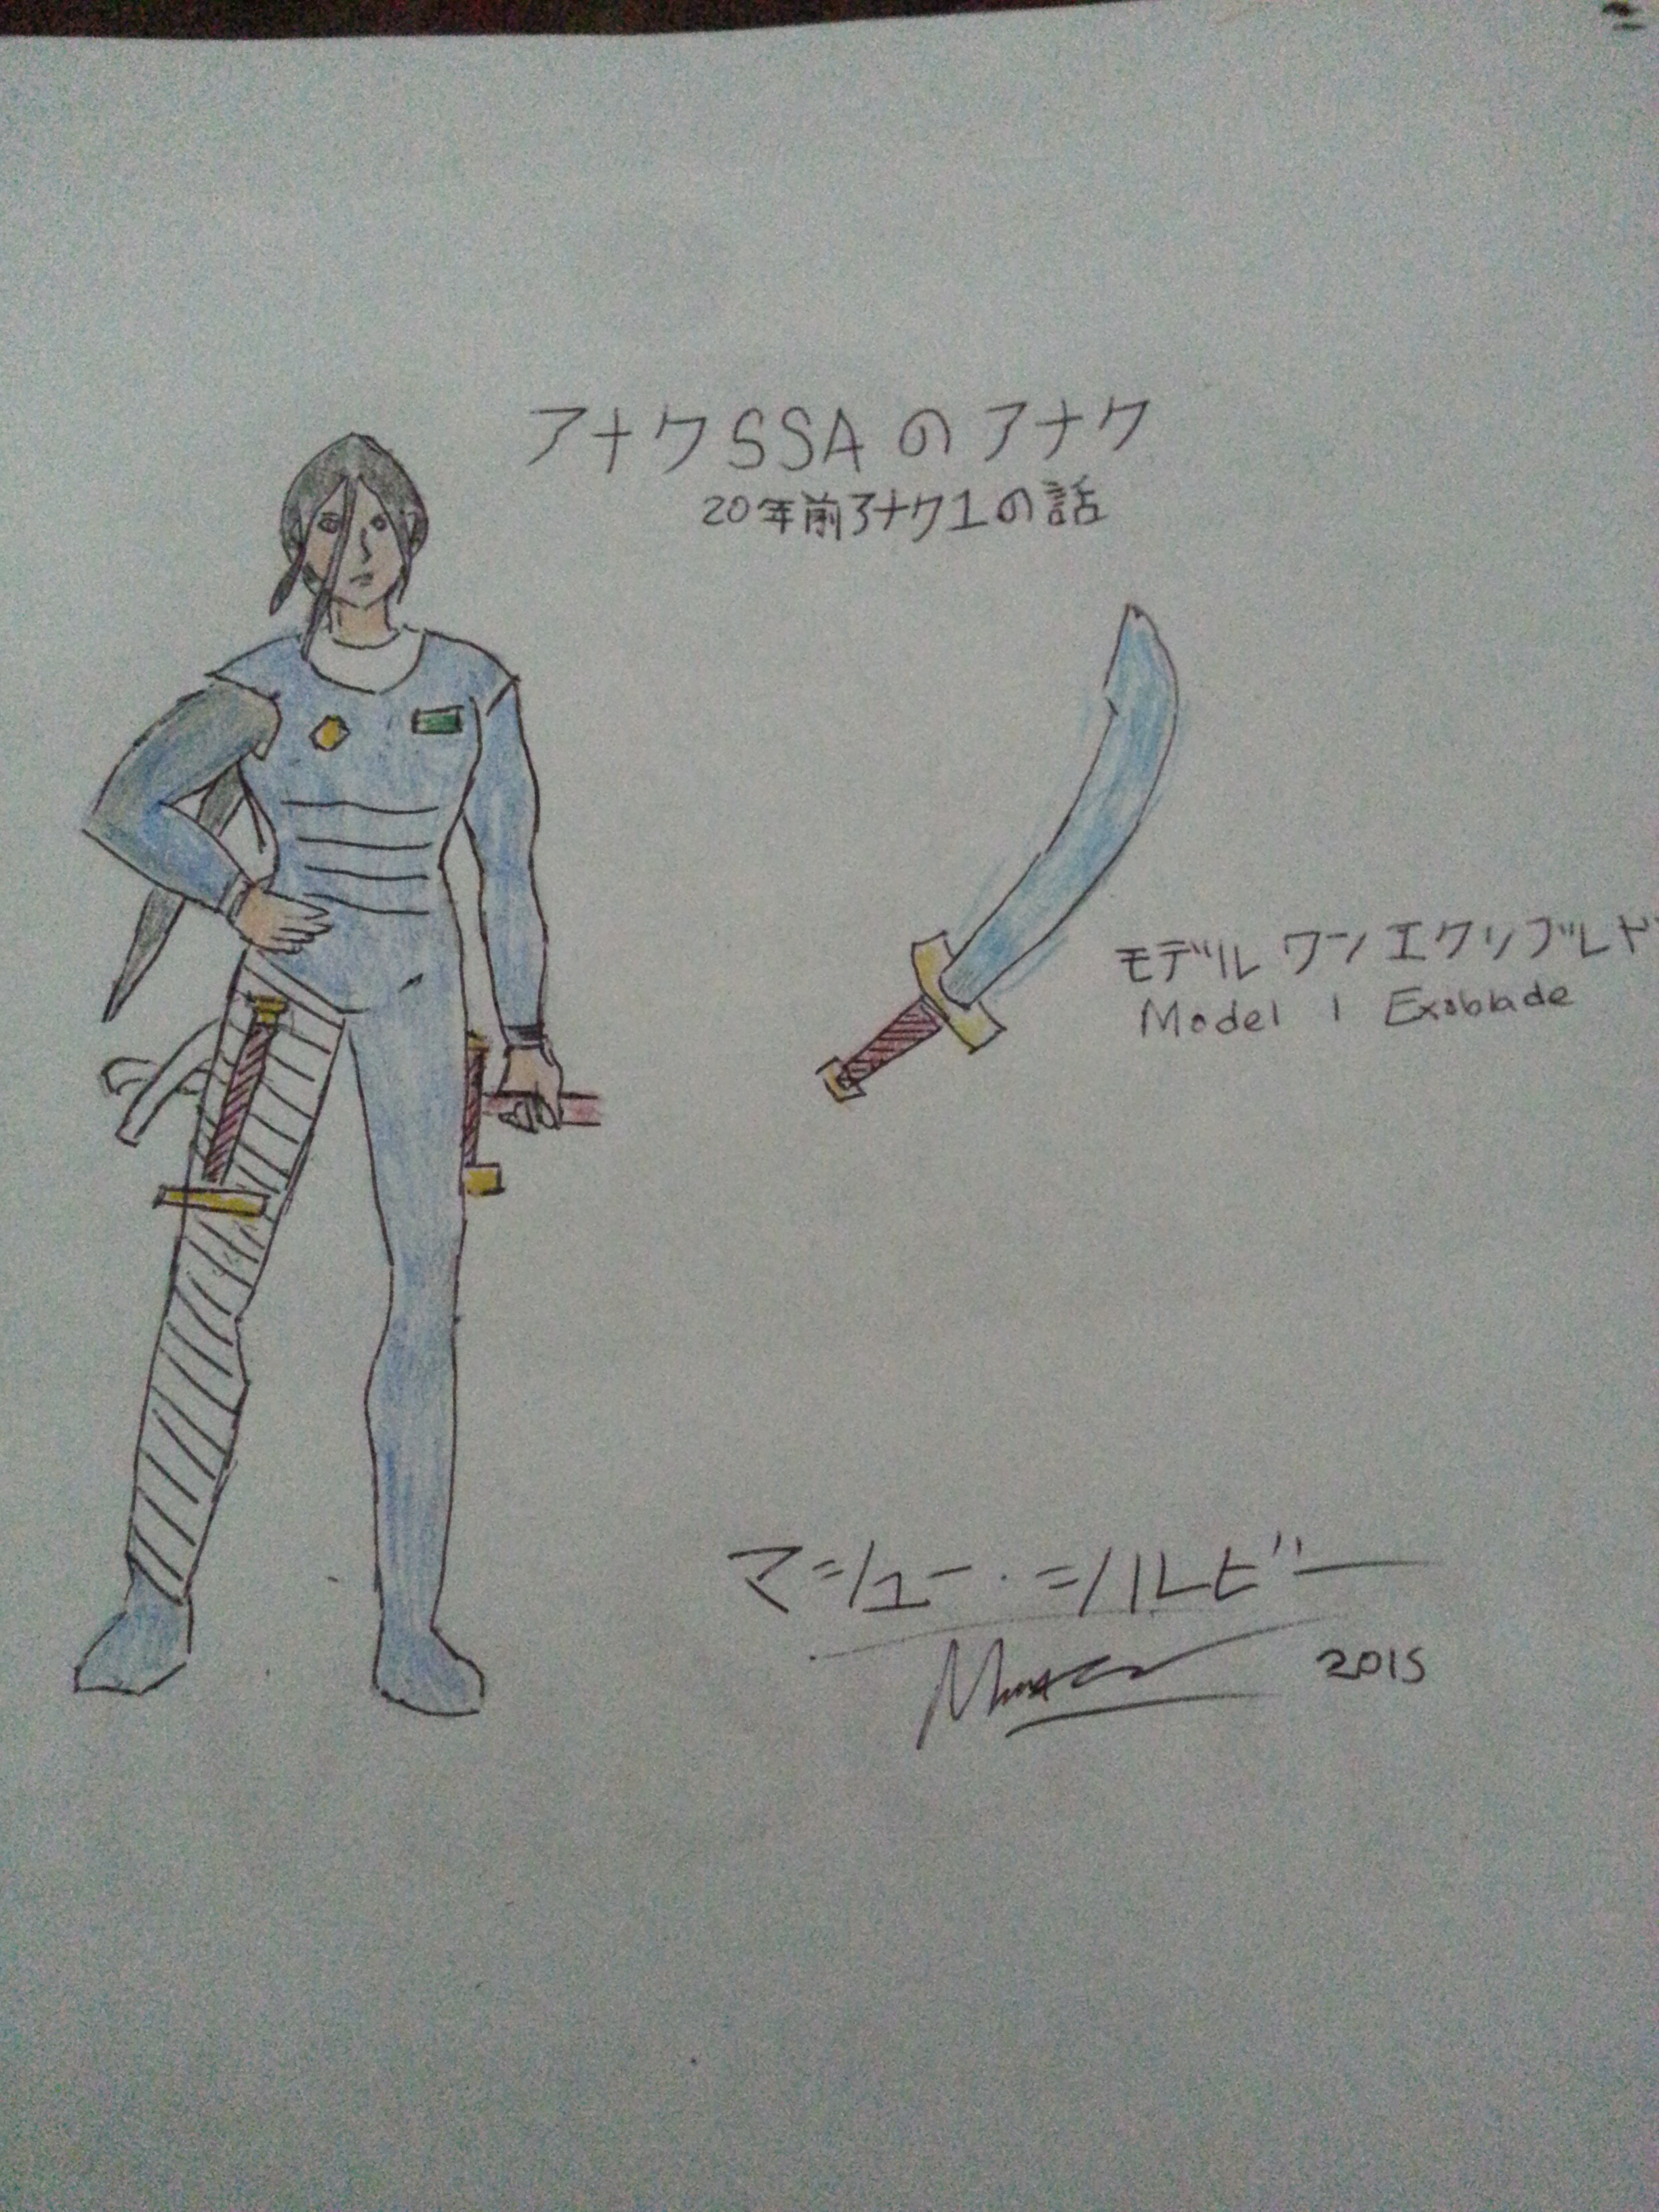 アナクSSAのアナク
20年前アナク1の話
モデル ワン エクリブレド
Model 1 Exoblade
マシュー・シルビー
2015